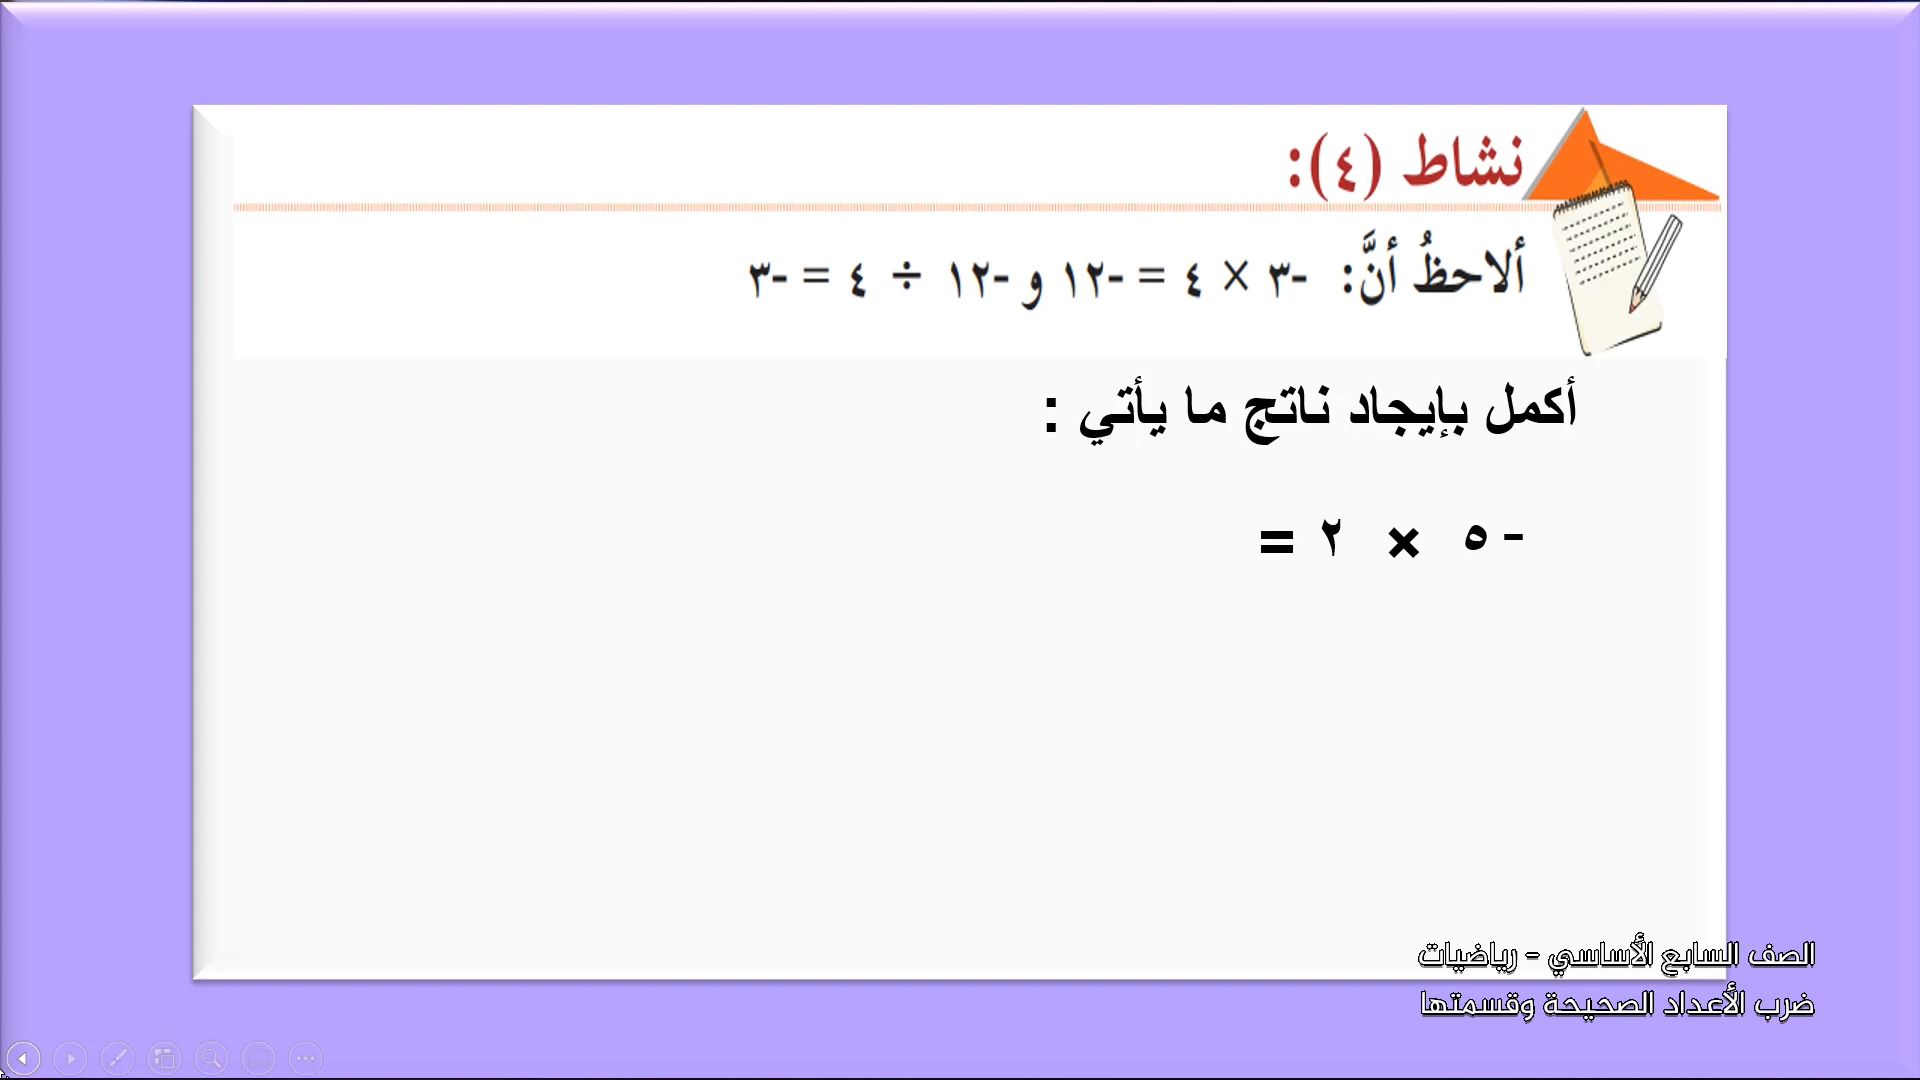 نشاط (٤):
ألاحظُ أنَّ: -٣ × ٤ = -١٢ و -١٢ ÷ ٤ = -٣
أكمل بإيجاد ناتج ما يأتي :
- ٥ × ٢ =
الصف السابع الأساسي - رياضيات
ضرب الأعداد الصحيحة وقسمتها